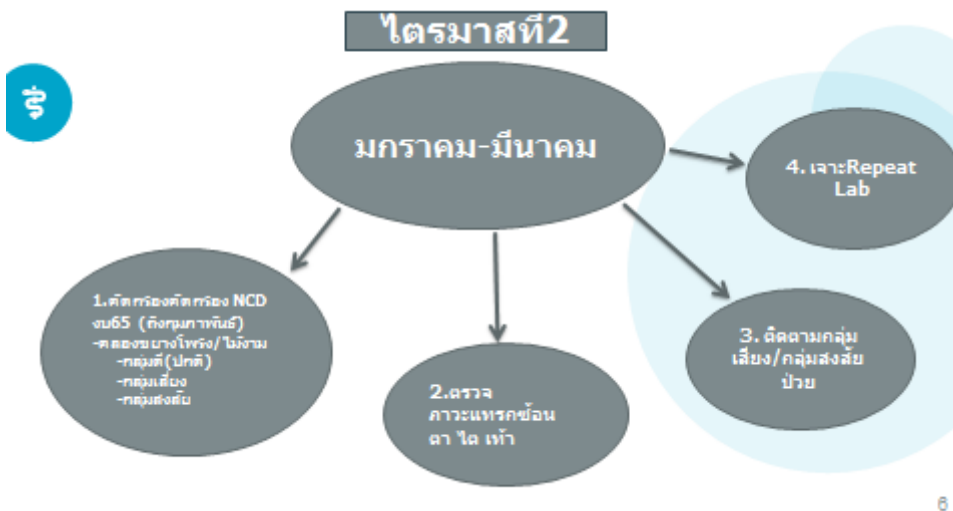 ไตรมาสที่2
มกราคม-มีนาคม
1.คัดกรองคัดกรอง NCD
งบ65 (ถึงกุมภาพันธ์)
-คลองขยางโพรง/ไม้งาม
-กลุ่มดี(ปกติ)
-กลุ่มเสี่ยง
-กลุ่มสงสัย
2.ตรวจ
ภาวะแทรกซ้อน
ตา ไต เท้า
3. ติดตามกลุ่ม
เสี่ยง/กลุ่มสงสัย
ป่วย
4. เจาะRepeat
Lab
6